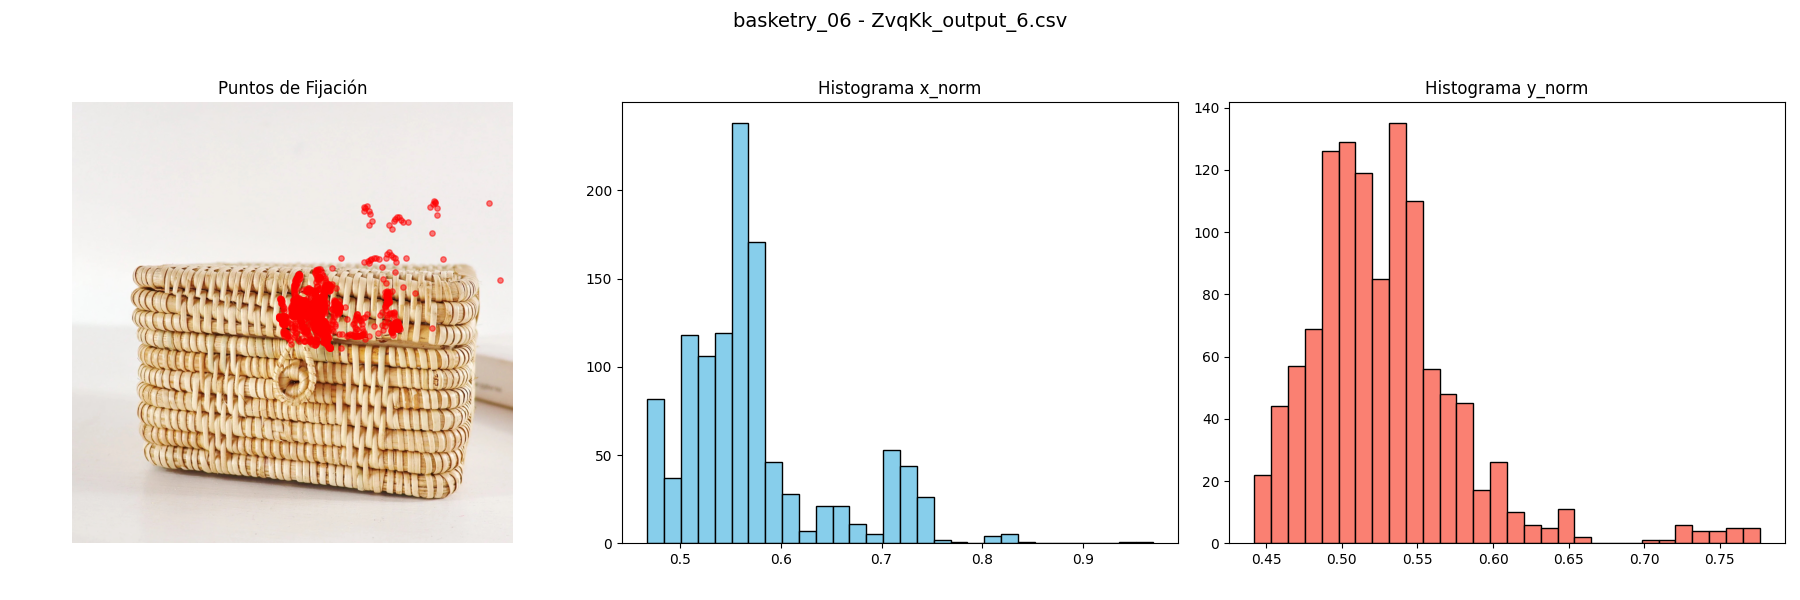 basketry_06 - ZvqKk_output_6.csv
Puntos de Fijación
Histograma x_norm
200
150
100
50
0
0.5 0.6 0.7 0.8 0.9
Histograma y_norm
140
120
100
80
60
40
20
0
0.45 0.50 0.55 0.60 0.65 0.70 0.75